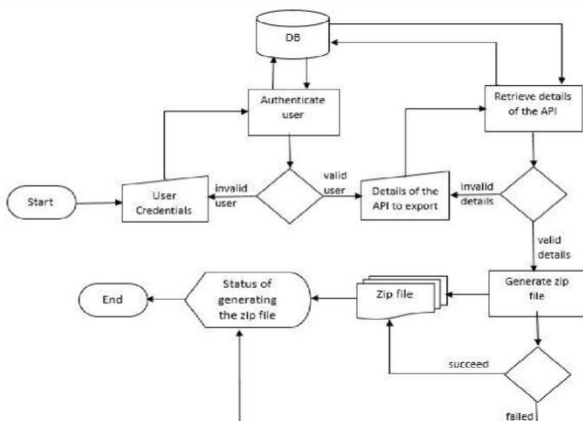 DB
Authenticate
user
Retrieve details
of the API
Start
User
Credentials
invalid
user
valid
user
Details of the
API to export
invalid
details
valid
details
End
Status of
generating
the zip file
Zip file
Generate zip
file
succeed
failed